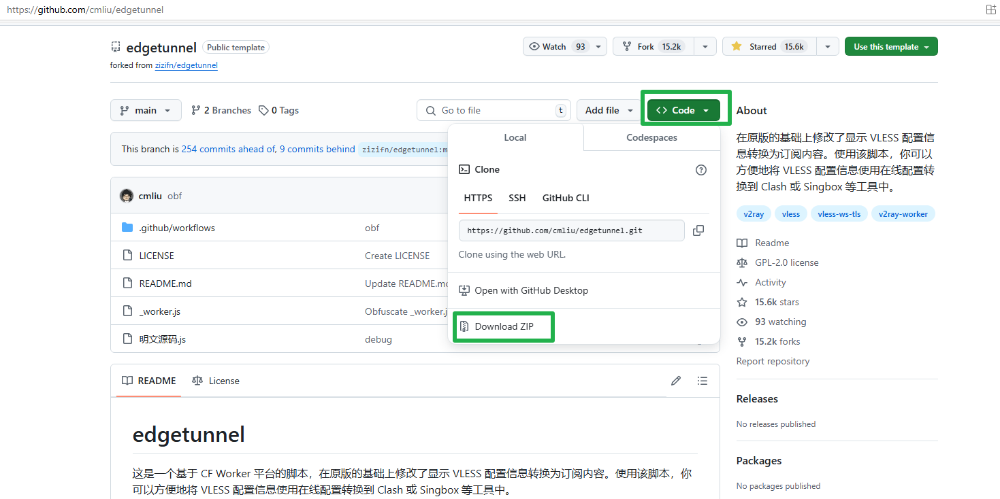 https://github.com/cmliu/edgetunnel
edgetunnel Public template
Watch 93 Fork 15.2k Starred 15.6k Use this template
forked from zizifn/edgetunnel
main 2 Branches 0 Tags Go to file t Add file <> Code
Local Codespaces
This branch is 254 commits ahead of, 9 commits behind zizifn/edgetunnel:m
Clone
HTTPS SSH GitHub CLI
https://github.com/cmliu/edgetunnel.git
Clone using the web URL.
Open with GitHub Desktop
Download ZIP
cmliu obf
.github/workflows obf
LICENSE Create LICENSE
README.md Update README.md
_worker.js Obfuscate _worker.j
明文源码.js debug
README License
edgetunnel
这是一个基于 CF Worker 平台的脚本，在原版的基础上修改了显示 VLESS 配置信息转换为订阅内容。使用该脚本，你
可以方便地将 VLESS 配置信息使用在线配置转换到 Clash 或 Singbox 等工具中。
About
在原版的基础上修改了显示 VLESS 配置信
息转换为订阅内容。使用该脚本，你可以
方便地将 VLESS 配置信息使用在线配置转
换到 Clash 或 Singbox 等工具中。
v2ray vless vless-ws-tls v2ray-worker
Readme
GPL-2.0 license
Activity
15.6k stars
93 watching
15.2k forks
Report repository
Releases
No releases published
Packages
No packages published